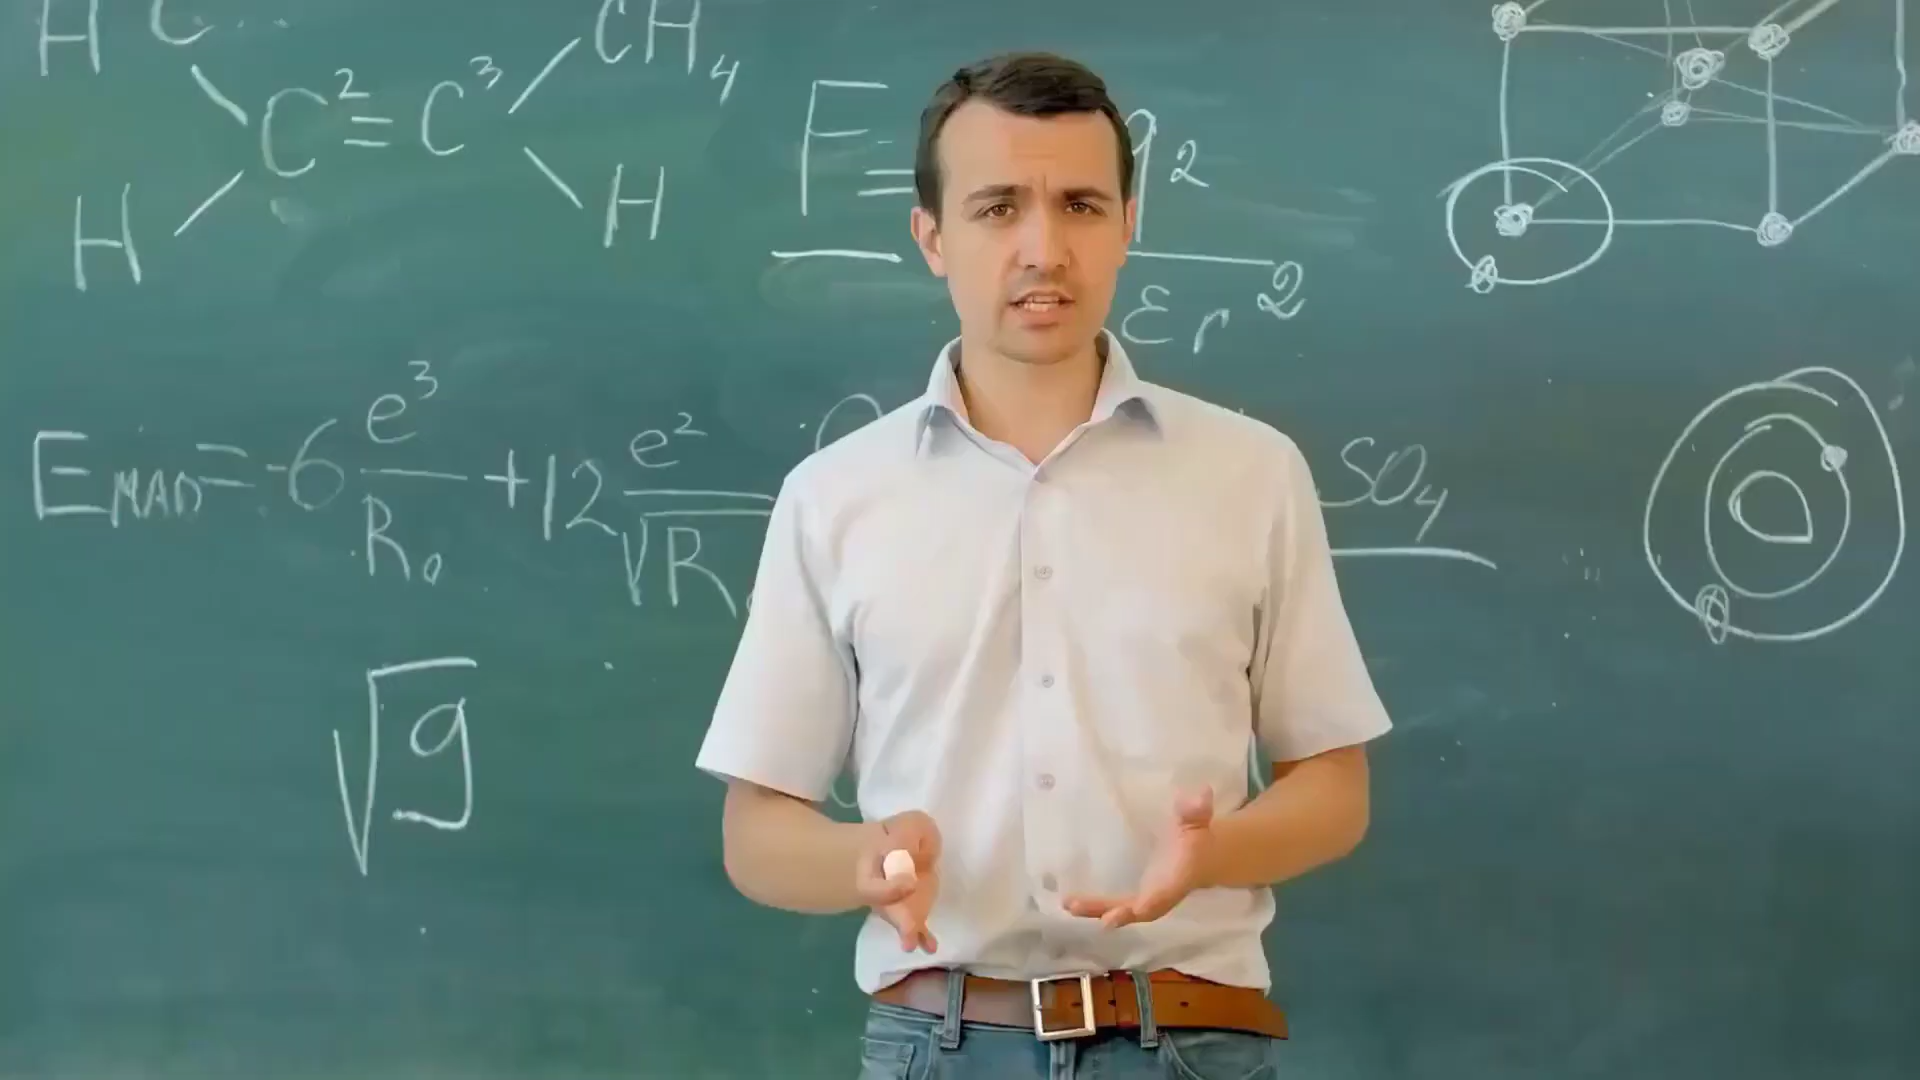 H C
CH₄
C² = C³
H H
F = q₂
εr²
E_MAD = -6 e³/R₀ + 12 e²/√R
SO₄
√g